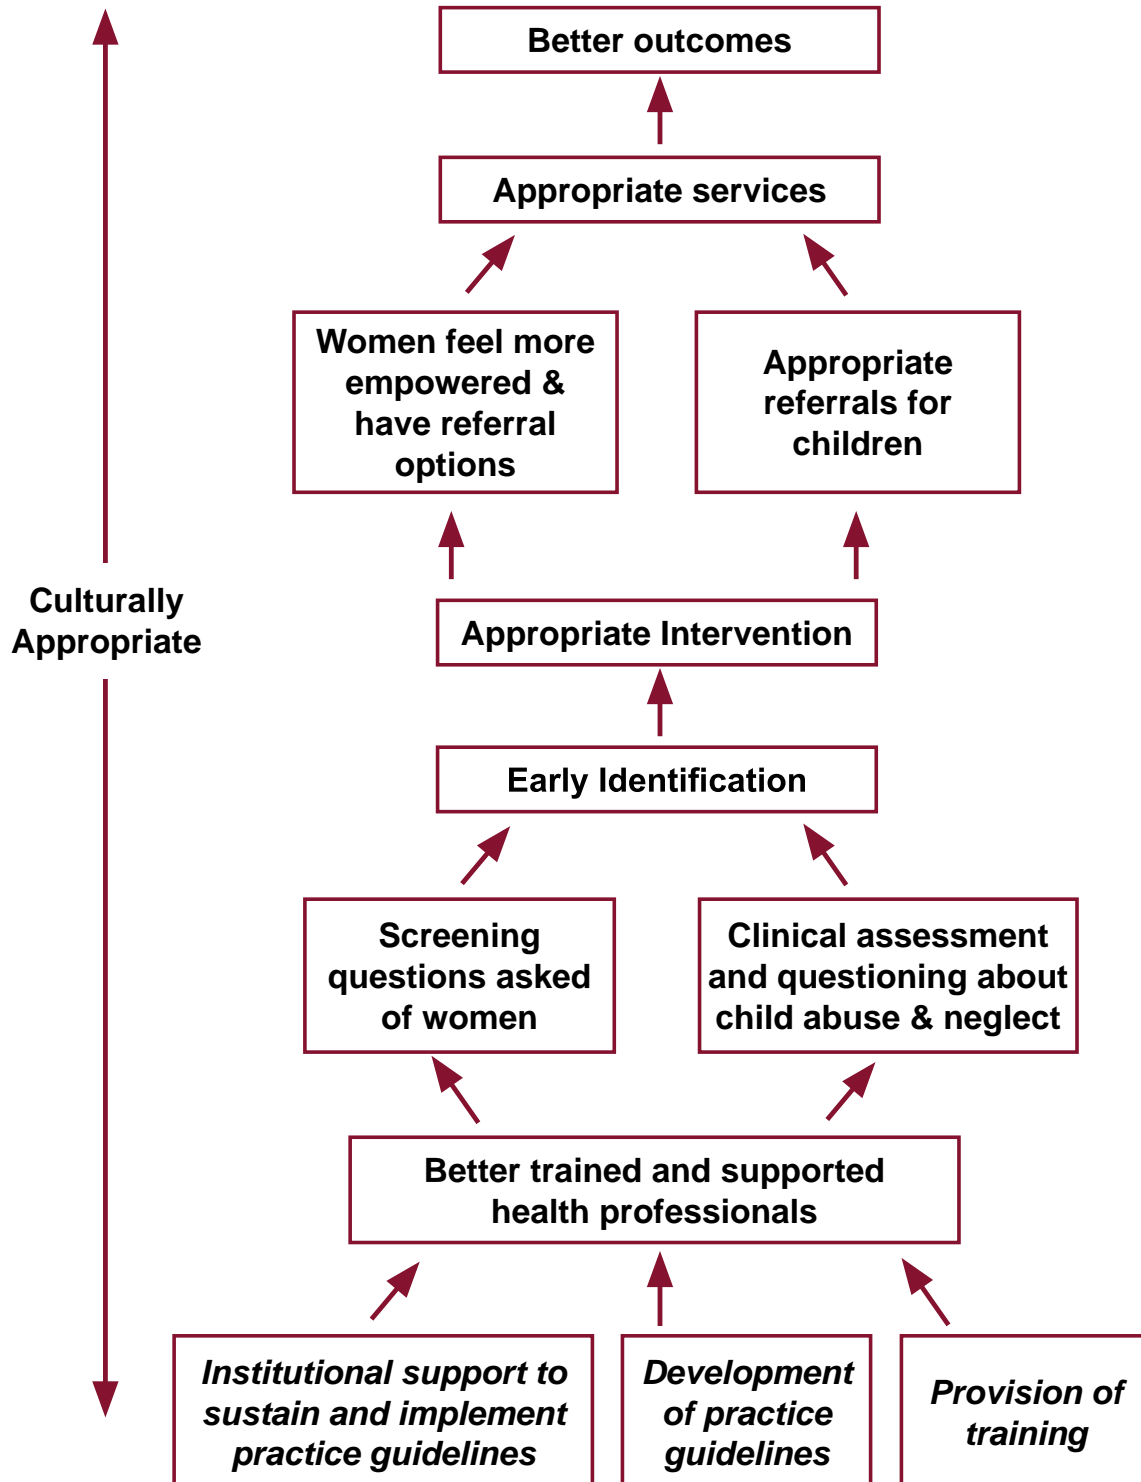 Better outcomes
Appropriate services
Women feel more
empowered &
have referral
options
Appropriate
referrals for
children
Culturally
Appropriate
Appropriate Intervention
Early Identification
Screening
questions asked
of women
Clinical assessment
and questioning about
child abuse & neglect
Better trained and supported
health professionals
Institutional support to
sustain and implement
practice guidelines
Development
of practice
guidelines
Provision of
training